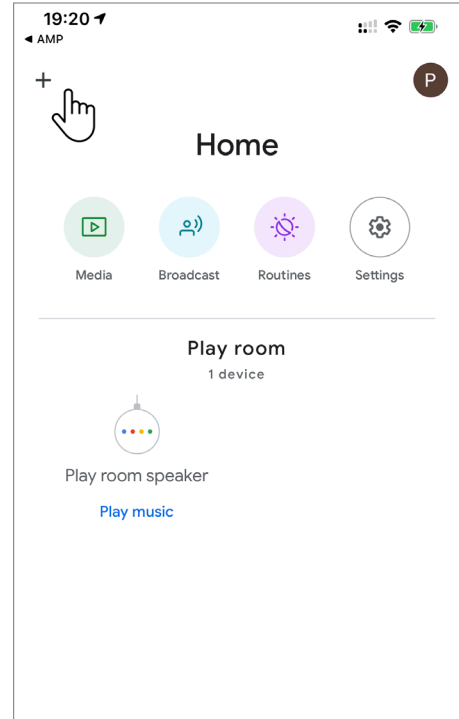 19:20
◀ AMP
+
P
Home
Media Broadcast Routines Settings
Play room
1 device
Play room speaker
Play music